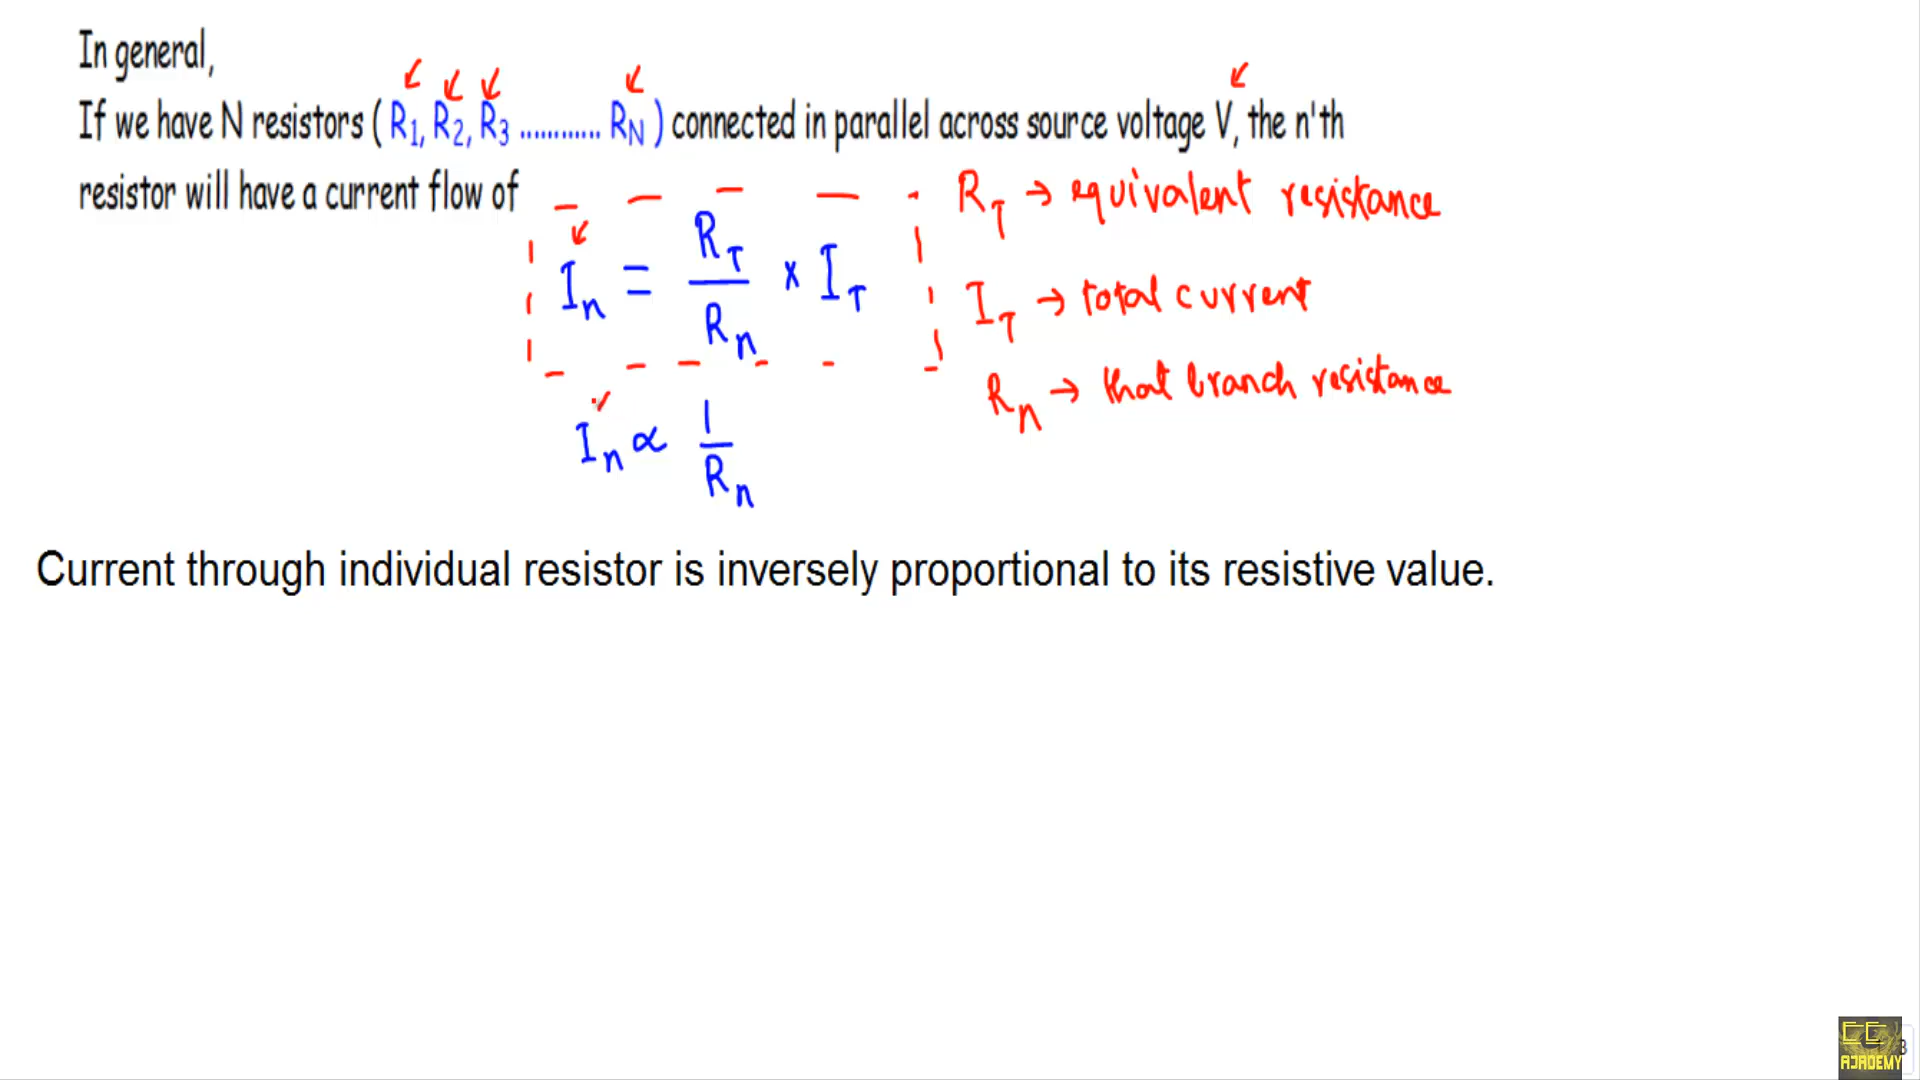 In general,
If we have N resistors ( R1, R2, R3 ............ RN ) connected in parallel across source voltage V, the n'th
resistor will have a current flow of
RT → equivalent resistance
In = RT/Rn × IT
IT → total current
Rn → that branch resistance
In ∝ 1/Rn
Current through individual resistor is inversely proportional to its resistive value.
EE
ACADEMY